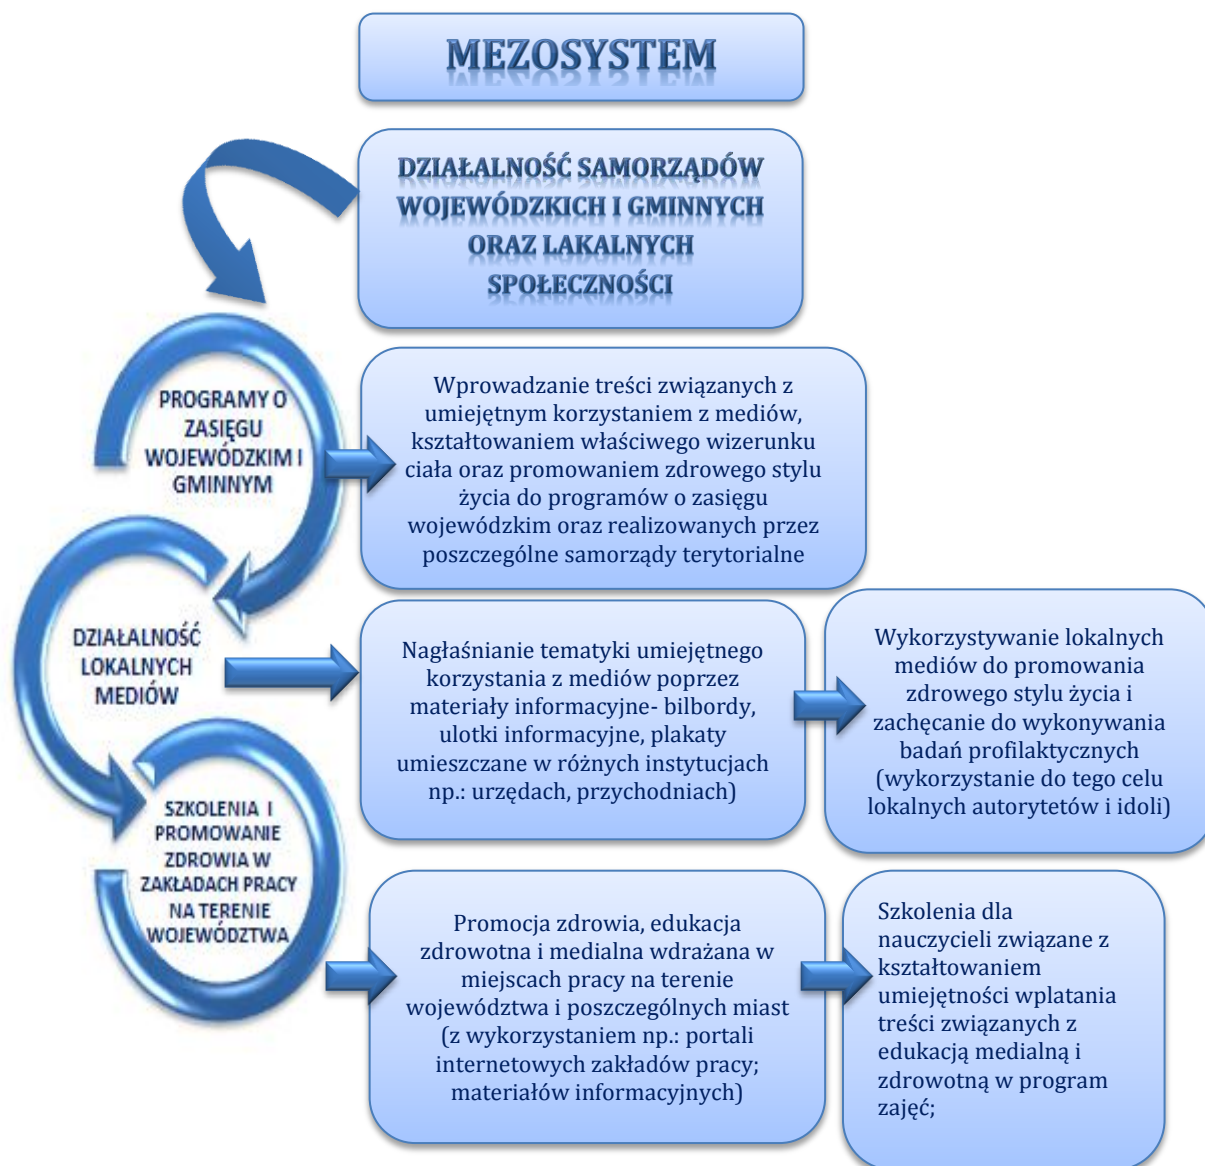 MEZOSYSTEM
DZIAŁALNOŚĆ SAMORZĄDÓW
WOJEWÓDZKICH I GMINNYCH
ORAZ LAKALNYCH
SPOŁECZNOŚCI
PROGRAMY O
ZASIĘGU
WOJEWÓDZKIM I
GMINNYM
Wprowadzanie treści związanych z
umiejętnym korzystaniem z mediów,
kształtowaniem właściwego wizerunku
ciała oraz promowaniem zdrowego stylu
życia do programów o zasięgu
wojewódzkim oraz realizowanych przez
poszczególne samorządy terytorialne
DZIAŁALNOŚĆ
LOKALNYCH
MEDIÓW
Nagłaśnianie tematyki umiejętnego
korzystania z mediów poprzez
materiały informacyjne- bilbordy,
ulotki informacyjne, plakaty
umieszczane w różnych instytucjach
np.: urzędach, przychodniach)
Wykorzystywanie lokalnych
mediów do promowania
zdrowego stylu życia i
zachęcanie do wykonywania
badań profilaktycznych
(wykorzystanie do tego celu
lokalnych autorytetów i idoli)
SZKOLENIA I
PROMOWANIE
ZDROWIA W
ZAKŁADACH PRACY
NA TERENIE
WOJEWÓDZTWA
Promocja zdrowia, edukacja
zdrowotna i medialna wdrażana w
miejscach pracy na terenie
województwa i poszczególnych miast
(z wykorzystaniem np.: portali
internetowych zakładów pracy;
materiałów informacyjnych)
Szkolenia dla
nauczycieli związane z
kształtowaniem
umiejętności wplatania
treści związanych z
edukacją medialną i
zdrowotną w program
zajęć;